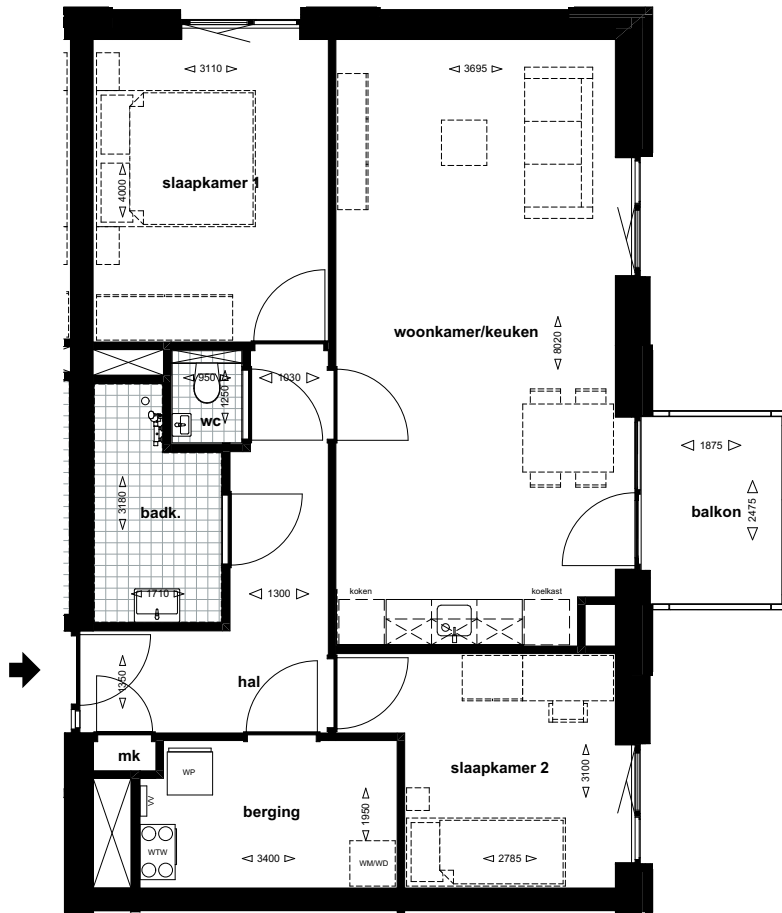 3110
3695
slaapkamer 1
4000
woonkamer/keuken
8020
950
1030
1250
wc
1875
2475
balkon
3180
badk.
1710
1300
koken
koelkast
1350
hal
mk
WP
slaapkamer 2
3100
VV
berging
1950
WTW
3400
WM/WD
2785